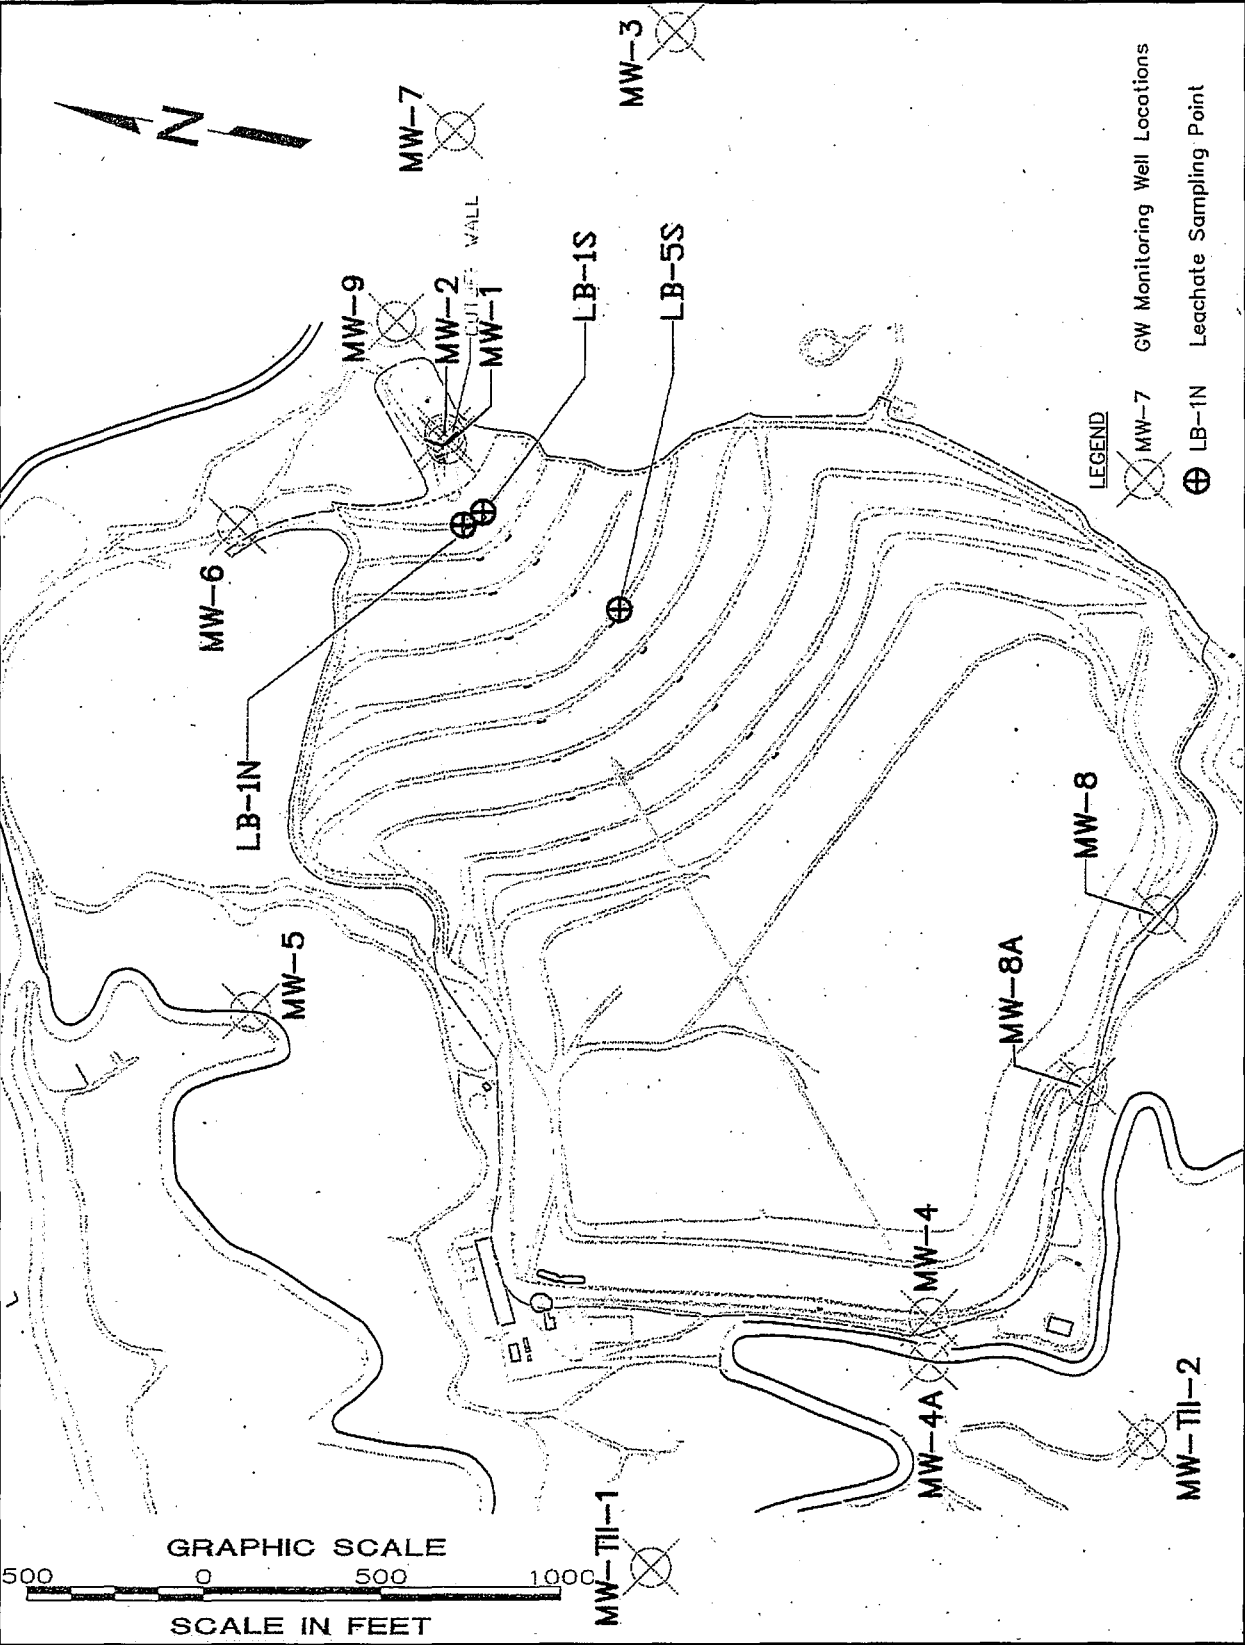 N
MW-3
MW-7
MW-9
MW-2
WALL
MW-1
LB-1S
LB-5S
MW-6
LB-1N
MW-5
MW-8
MW-8A
MW-4
MW-4A
MW-TII-1
MW-TII-2
LEGEND
MW-7 GW Monitoring Well Locations
LB-1N Leachate Sampling Point
GRAPHIC SCALE
500 0 500 1000
SCALE IN FEET